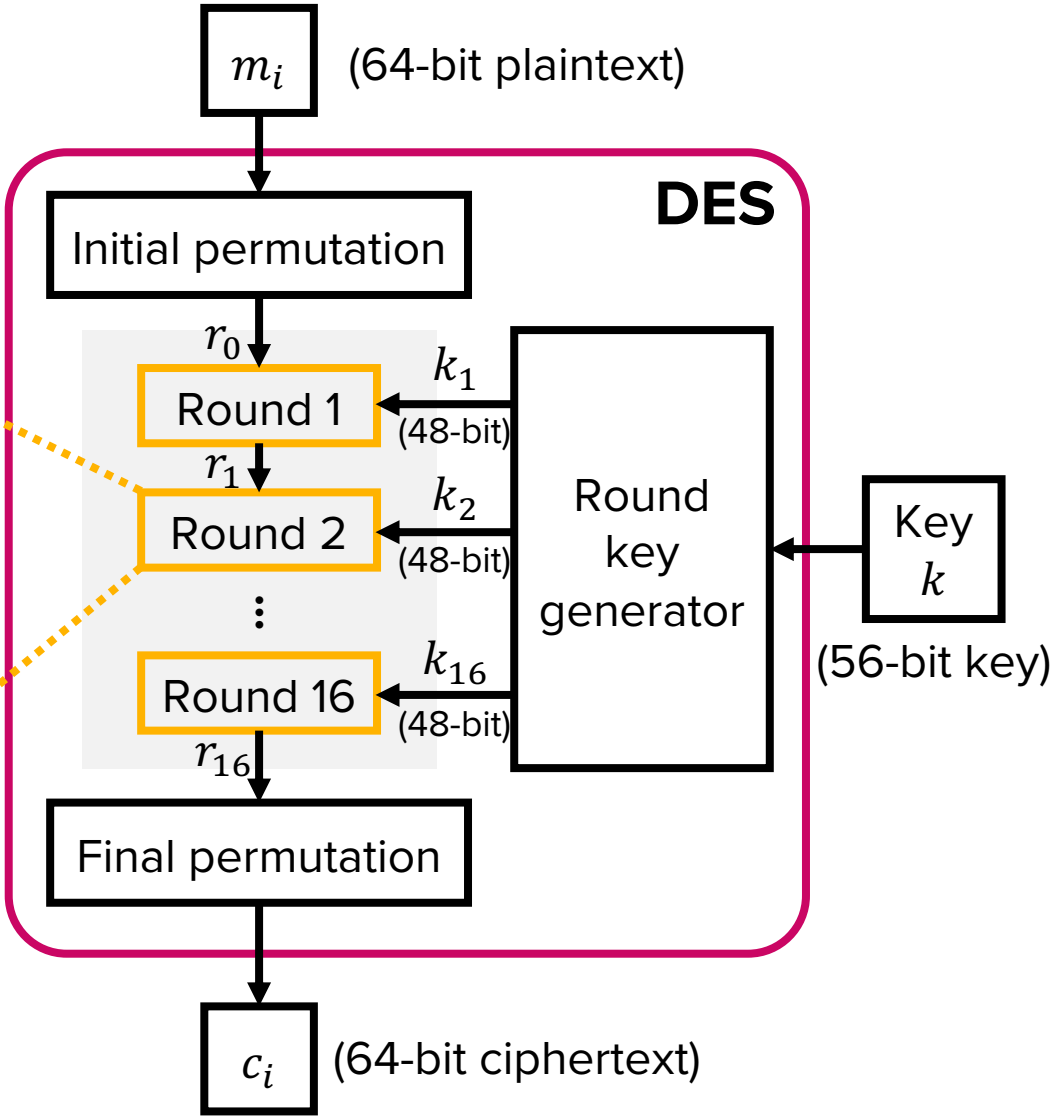 m_i (64-bit plaintext)
DES
Initial permutation
r_0
k_1
Round 1
(48-bit)
r_1
k_2
Round 2
(48-bit)
Round
key
generator
Key
k
(56-bit key)
⋮
k_16
Round 16
(48-bit)
r_16
Final permutation
c_i (64-bit ciphertext)